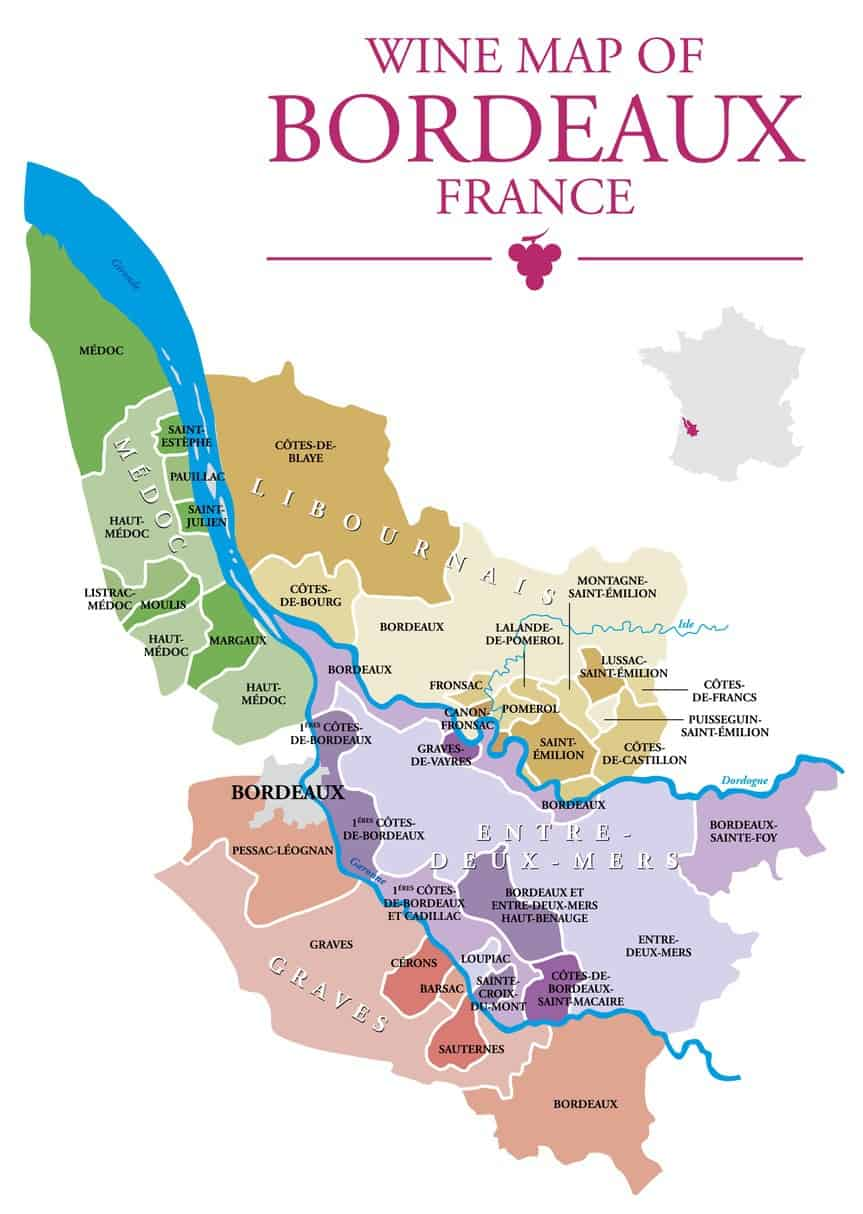 WINE MAP OF
BORDEAUX
FRANCE
Gironde
MÉDOC
SAINT-
ESTÈPHE
MÉDOC
PAUILLAC
SAINT-
JULIEN
HAUT-
MÉDOC
LISTRAC-
MÉDOC
MOULIS
HAUT-
MÉDOC
MARGAUX
HAUT-
MÉDOC
CÔTES-DE-
BLAYE
LIBOURNAIS
CÔTES-
DE-BOURG
BORDEAUX
MONTAGNE-
SAINT-ÉMILION
LALANDE-
DE-POMEROL
Isle
LUSSAC-
SAINT-ÉMILION
CÔTES-
DE-FRANCS
PUISSEGUIN-
SAINT-ÉMILION
FRONSAC
CANON-
FRONSAC
POMEROL
SAINT-
ÉMILION
CÔTES-
DE-CASTILLON
BORDEAUX
1ÈRES CÔTES-
DE-BORDEAUX
GRAVES-
DE-VAYRES
Dordogne
BORDEAUX
BORDEAUX
BORDEAUX-
SAINTE-FOY
1ÈRES CÔTES-
DE-BORDEAUX
ENTRE-
DEUX-MERS
PESSAC-LÉOGNAN
Garonne
1ÈRES CÔTES-
DE-BORDEAUX
ET CADILLAC
BORDEAUX ET
ENTRE-DEUX-MERS
HAUT-BENAUGE
ENTRE-
DEUX-MERS
GRAVES
GRAVES
CÉRONS
BARSAC
LOUPIAC
SAINTE-
CROIX-
DU-MONT
CÔTES-DE-
BORDEAUX-
SAINT-MACAIRE
SAUTERNES
BORDEAUX